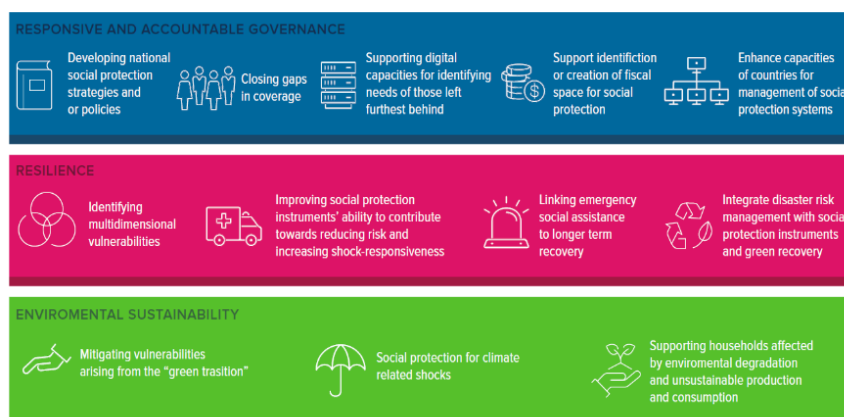 RESPONSIVE AND ACCOUNTABLE GOVERNANCE
Developing national
social protection
strategies and
or policies
Closing gaps
in coverage
Supporting digital
capacities for identifying
needs of those left
furthest behind
Support identifiction
or creation of fiscal
space for social
protection
Enhance capacities
of countries for
management of social
protection systems
RESILIENCE
Identifying
multidimensional
vulnerabilities
Improving social protection
instruments' ability to contribute
towards reducing risk and
increasing shock-responsiveness
Linking emergency
social assistance
to longer term
recovery
Integrate disaster risk
management with social
protection instruments
and green recovery
ENVIROMENTAL SUSTAINABILITY
Mitigating vulnerabilities
arising from the “green trasition”
Social protection for climate
related shocks
Supporting households affected
by enviromental degradation
and unsustainable production
and consumption